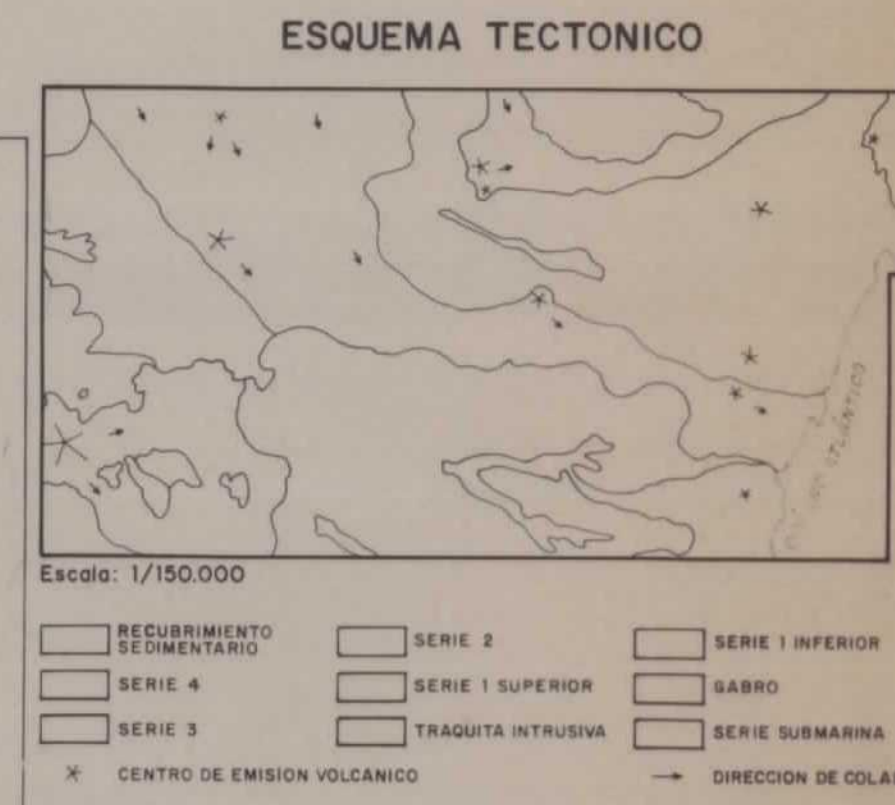 ESQUEMA TECTONICO
ATLÁNTICO
Escala: 1/150.000
RECUBRIMIENTO
SEDIMENTARIO
SERIE 2
SERIE 1 INFERIOR
SERIE 4
SERIE 1 SUPERIOR
GABRO
SERIE 3
TRAQUITA INTRUSIVA
SERIE SUBMARINA
CENTRO DE EMISION VOLCANICO
DIRECCION DE